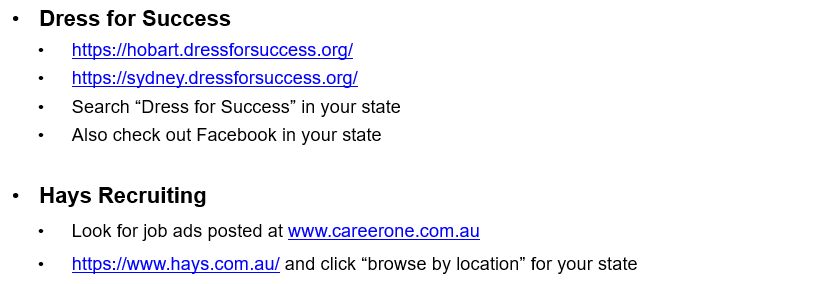 • Dress for Success
• https://hobart.dressforsuccess.org/
• https://sydney.dressforsuccess.org/
• Search “Dress for Success” in your state
• Also check out Facebook in your state
• Hays Recruiting
• Look for job ads posted at www.careerone.com.au
• https://www.hays.com.au/ and click “browse by location” for your state